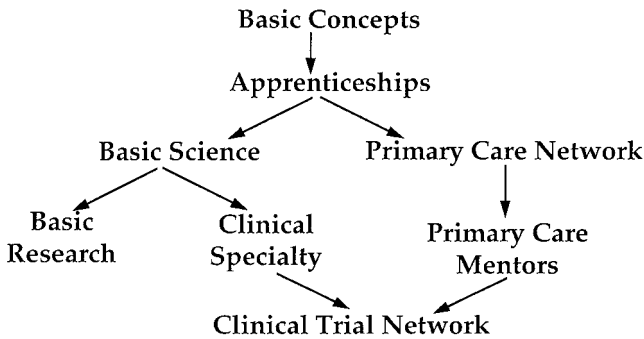 Basic Concepts
Apprenticeships
Basic Science
Primary Care Network
Basic
Research
Clinical
Specialty
Primary Care
Mentors
Clinical Trial Network